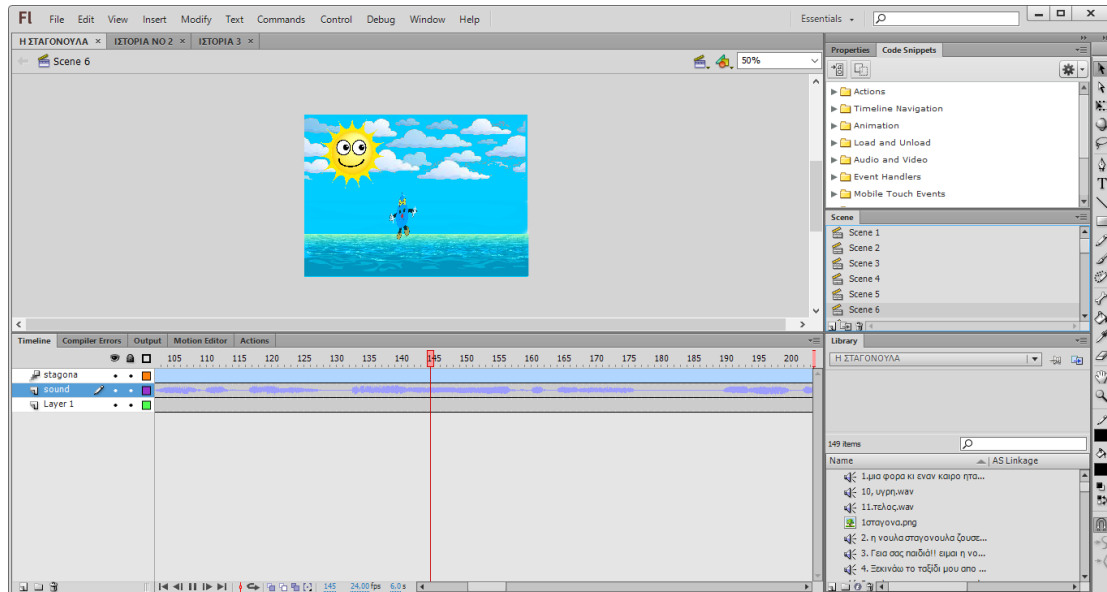 Fl File Edit View Insert Modify Text Commands Control Debug Window Help Essentials
Η ΣΤΑΓΟΝΟΥΛΑ × ΙΣΤΟΡΙΑ ΝΟ 2 × ΙΣΤΟΡΙΑ 3 ×
Scene 6 50%
Properties Code Snippets
Actions
Timeline Navigation
Animation
Load and Unload
Audio and Video
Event Handlers
Mobile Touch Events
Scene
Scene 1
Scene 2
Scene 3
Scene 4
Scene 5
Scene 6
Timeline Compiler Errors Output Motion Editor Actions
105 110 115 120 125 130 135 140 145 150 155 160 165 170 175 180 185 190 195 200
stagona
sound
Layer 1
145 24.00 fps 6.0 s
Library
Η ΣΤΑΓΟΝΟΥΛΑ
149 items
Name AS Linkage
1.μια φορα κι εναν καιρο ητα...
10, υγρη.wav
11.τελος.wav
1σταγονα.png
2. η νουλα σταγονουλα ζουσε...
3. Γεια σας παιδιά!! ειμαι η νο...
4. Ξεκινάω το ταξίδι μου απο ...